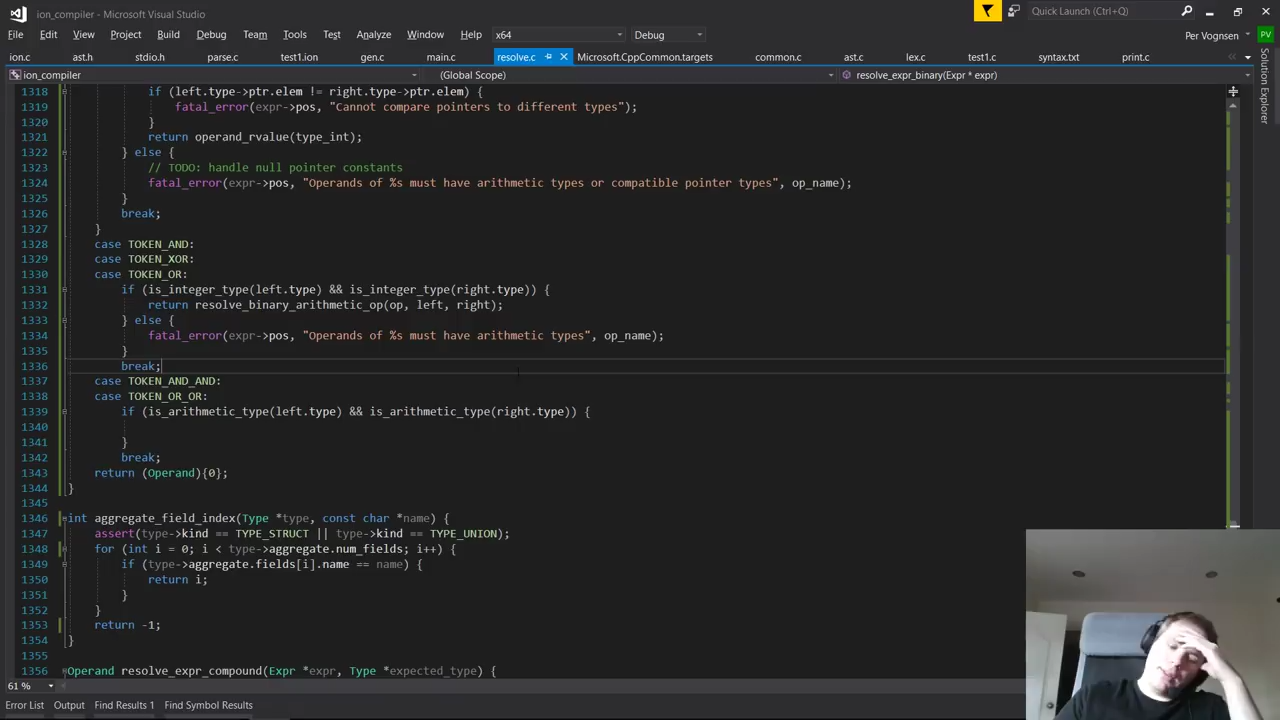 ion_compiler - Microsoft Visual Studio
Quick Launch (Ctrl+Q)
File Edit View Project Build Debug Team Tools Test Analyze Window Help x64 Debug
Per Vognsen PV
ion.c ast.h stdio.h parse.c test1.ion gen.c main.c resolve.c Microsoft.CppCommon.targets common.c ast.c lex.c test1.c syntax.txt print.c
Solution Explorer
ion_compiler (Global Scope) resolve_expr_binary(Expr * expr)
1318 if (left.type->ptr.elem != right.type->ptr.elem) {
1319 fatal_error(expr->pos, "Cannot compare pointers to different types");
1320 }
1321 return operand_rvalue(type_int);
1322 } else {
1323 // TODO: handle null pointer constants
1324 fatal_error(expr->pos, "Operands of %s must have arithmetic types or compatible pointer types", op_name);
1325 }
1326 break;
1327 }
1328 case TOKEN_AND:
1329 case TOKEN_XOR:
1330 case TOKEN_OR:
1331 if (is_integer_type(left.type) && is_integer_type(right.type)) {
1332 return resolve_binary_arithmetic_op(op, left, right);
1333 } else {
1334 fatal_error(expr->pos, "Operands of %s must have arithmetic types", op_name);
1335 }
1336 break;
1337 case TOKEN_AND_AND:
1338 case TOKEN_OR_OR:
1339 if (is_arithmetic_type(left.type) && is_arithmetic_type(right.type)) {
1340
1341 }
1342 break;
1343 return (Operand){0};
1344 }
1345
1346 int aggregate_field_index(Type *type, const char *name) {
1347 assert(type->kind == TYPE_STRUCT || type->kind == TYPE_UNION);
1348 for (int i = 0; i < type->aggregate.num_fields; i++) {
1349 if (type->aggregate.fields[i].name == name) {
1350 return i;
1351 }
1352 }
1353 return -1;
1354 }
1355
1356 Operand resolve_expr_compound(Expr *expr, Type *expected_type) {
61 %
Error List Output Find Results 1 Find Symbol Results